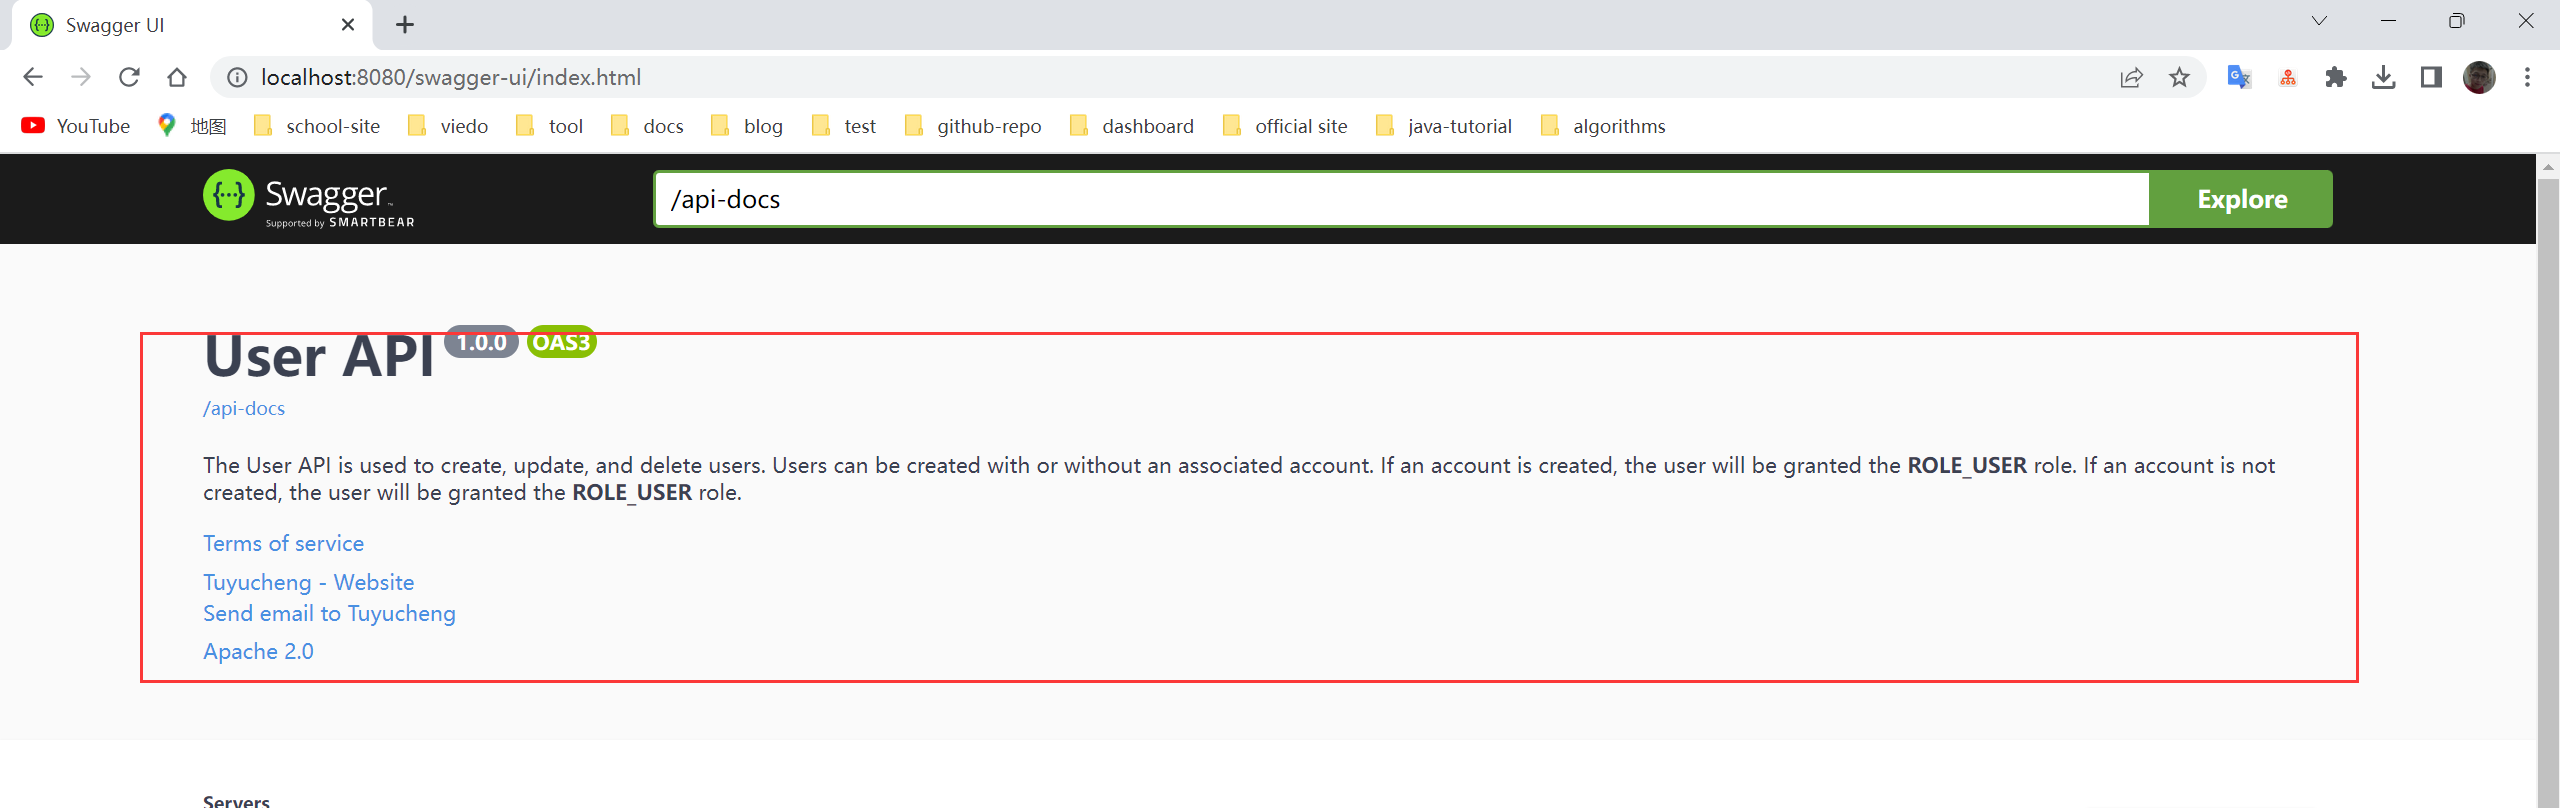 Swagger UI
localhost:8080/swagger-ui/index.html
YouTube 地图 school-site viedo tool docs blog test github-repo dashboard official site java-tutorial algorithms
Swagger
Supported by SMARTBEAR
/api-docs
Explore
User API 1.0.0 OAS3
/api-docs
The User API is used to create, update, and delete users. Users can be created with or without an associated account. If an account is created, the user will be granted the ROLE_USER role. If an account is not
created, the user will be granted the ROLE_USER role.
Terms of service
Tuyucheng - Website
Send email to Tuyucheng
Apache 2.0
Servers